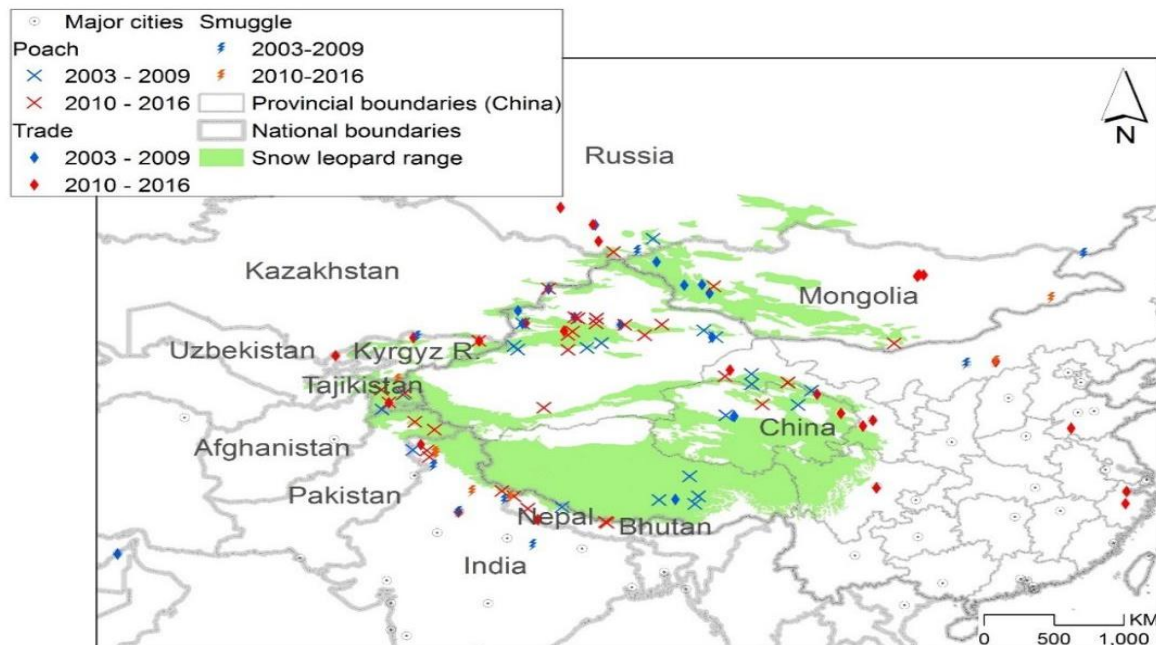 Major cities Smuggle
Poach 2003-2009
2003 - 2009 2010-2016
2010 - 2016 Provincial boundaries (China)
Trade National boundaries
2003 - 2009 Snow leopard range
2010 - 2016
N
Russia
Kazakhstan
Mongolia
Uzbekistan Kyrgyz R.
Tajikistan
China
Afghanistan
Pakistan
Nepal Bhutan
India
KM
0 500 1,000